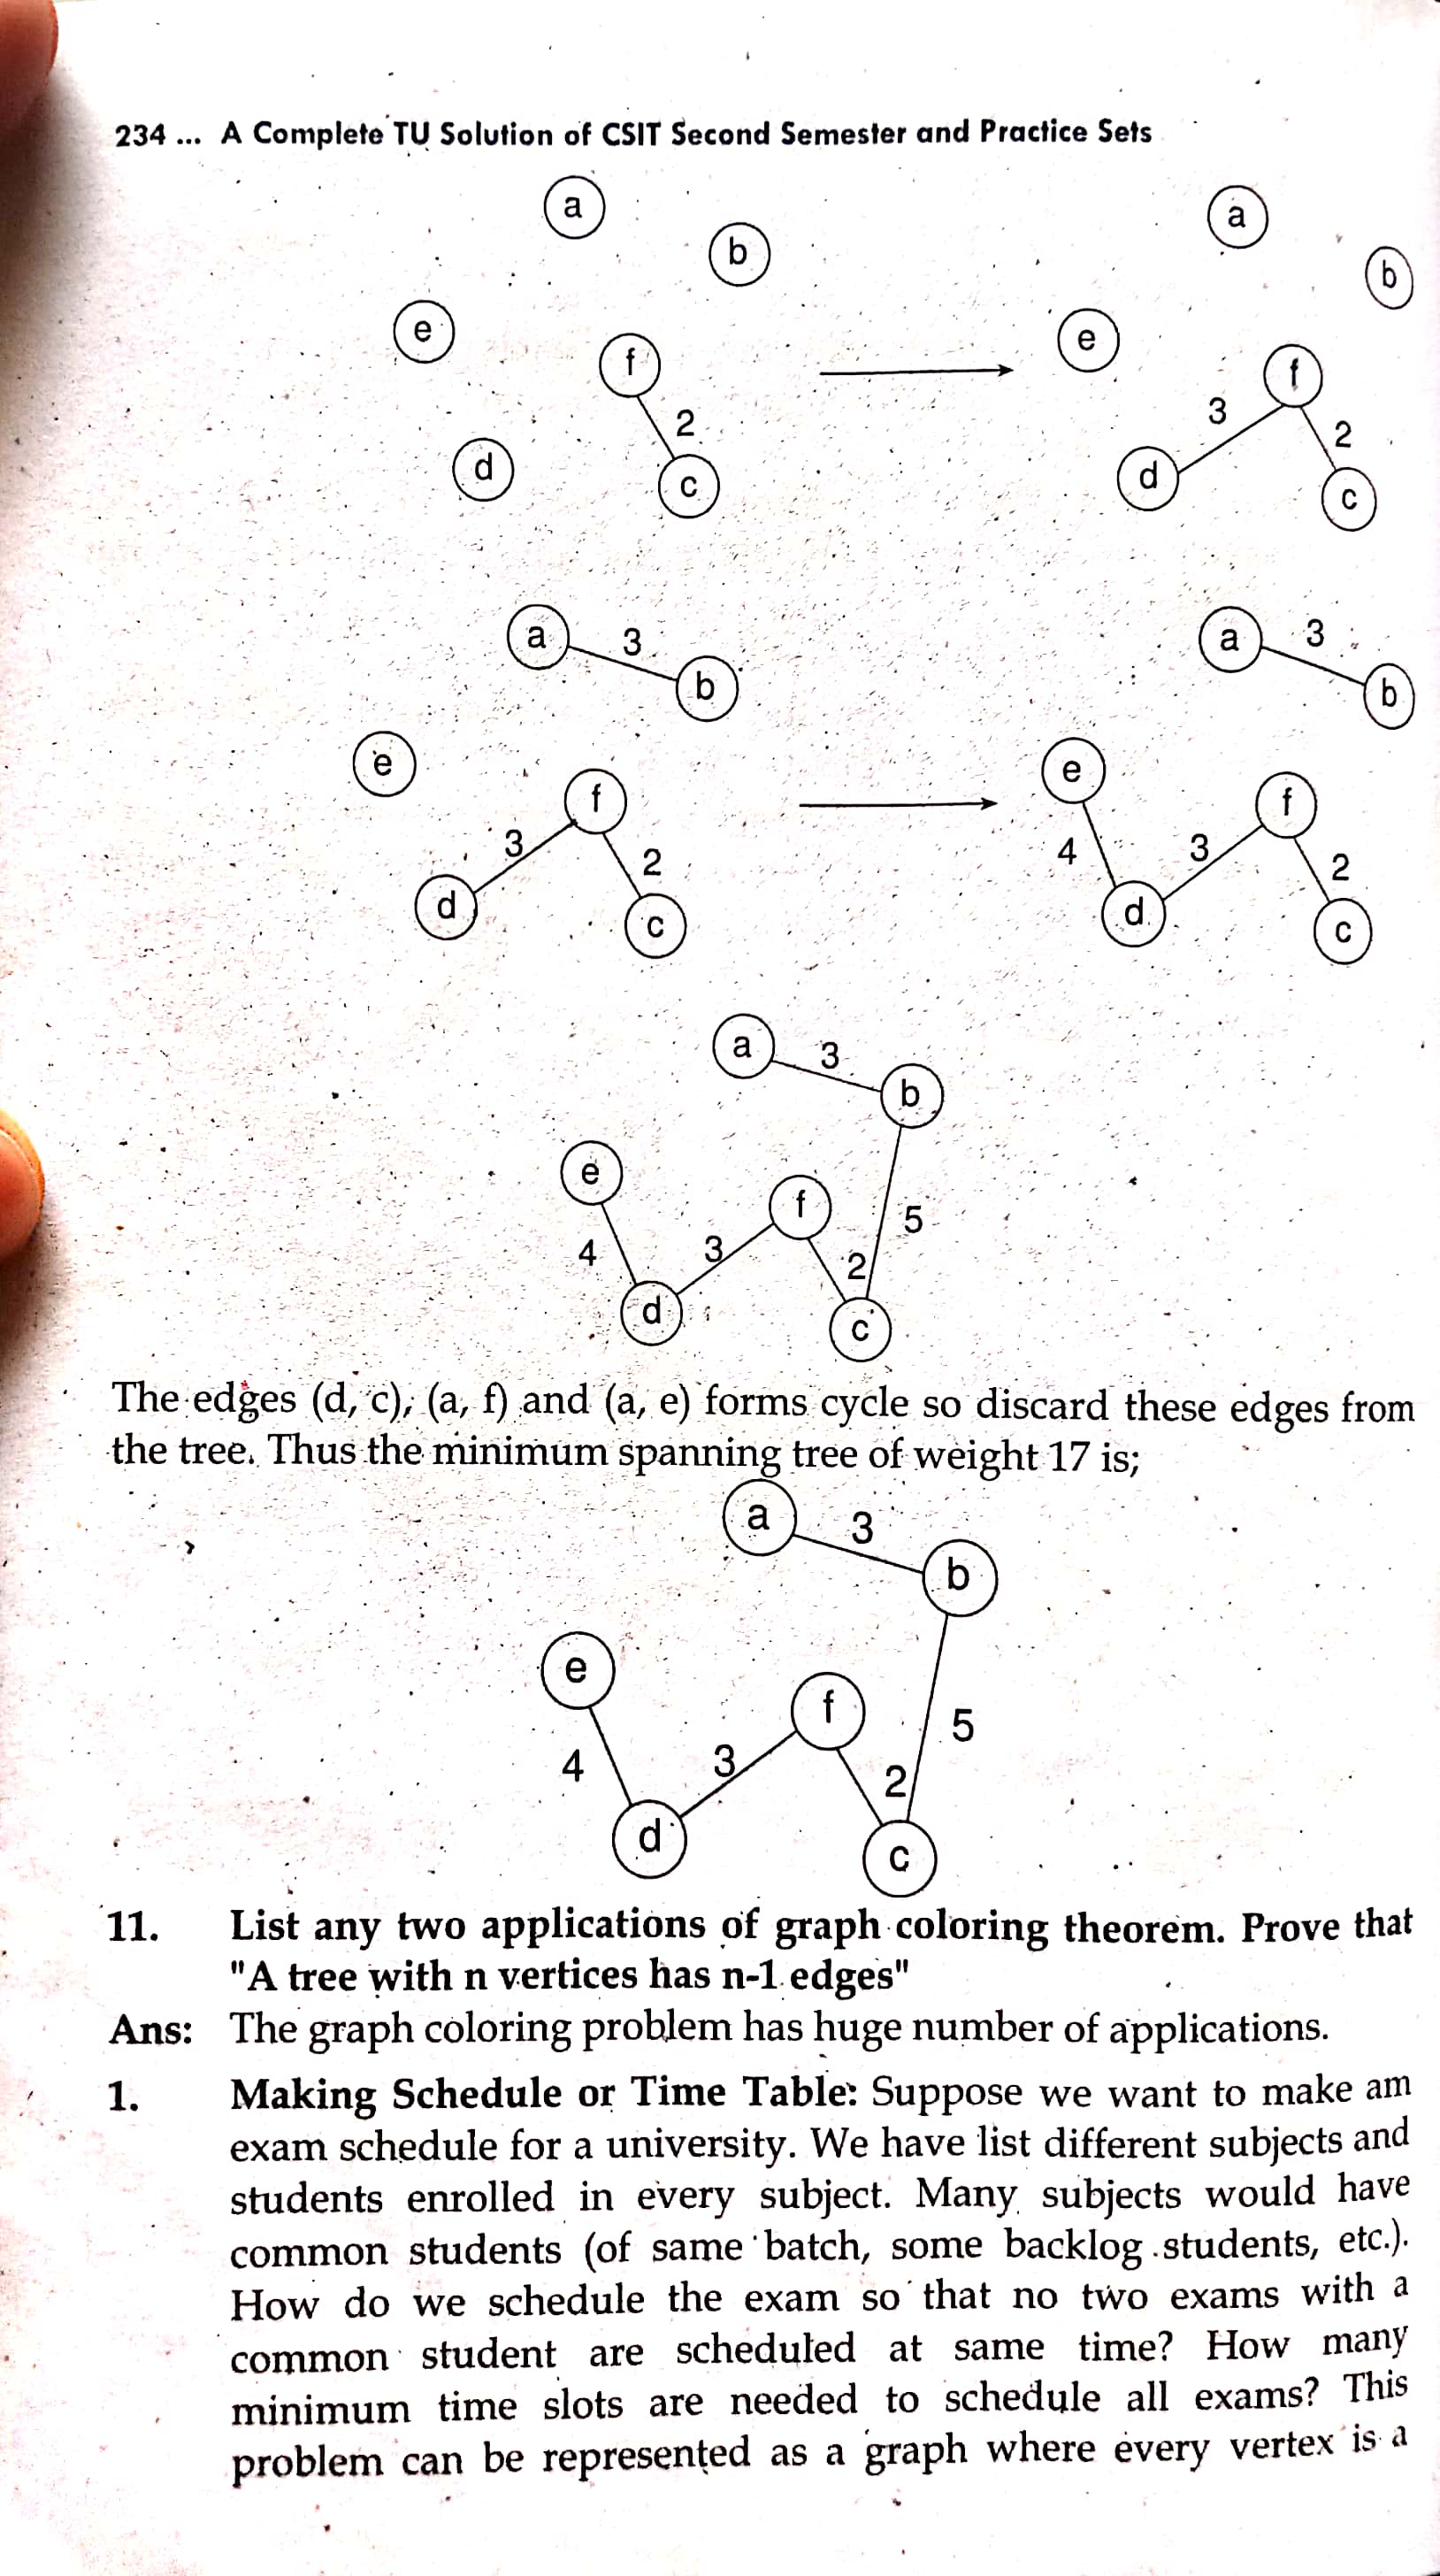 234 ... A Complete TU Solution of CSIT Second Semester and Practice Sets
a
b
e
f
2
d
c
a
b
e
f
3
2
d
c
a
3
b
e
f
3
2
d
c
a
3
b
e
f
4
3
2
d
c
a
3
b
e
f
5
4
3
2
d
c
The edges (d, c), (a, f) and (a, e) forms cycle so discard these edges from
the tree. Thus the minimum spanning tree of weight 17 is;
a
3
b
e
f
5
4
3
2
d
c
11. List any two applications of graph coloring theorem. Prove that
"A tree with n vertices has n-1 edges"
Ans: The graph coloring problem has huge number of applications.
1. Making Schedule or Time Table: Suppose we want to make am
exam schedule for a university. We have list different subjects and
students enrolled in every subject. Many subjects would have
common students (of same batch, some backlog students, etc.).
How do we schedule the exam so that no two exams with a
common student are scheduled at same time? How many
minimum time slots are needed to schedule all exams? This
problem can be represented as a graph where every vertex is a